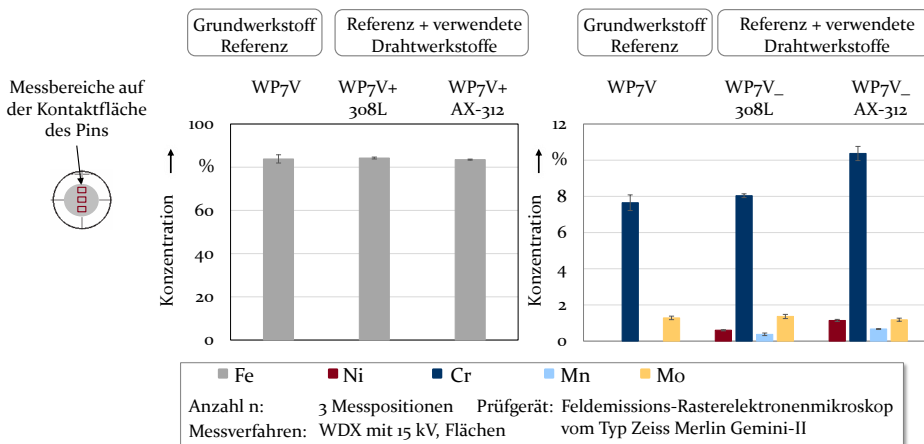 Grundwerkstoff
Referenz
Referenz + verwendete
Drahtwerkstoffe
Grundwerkstoff
Referenz
Referenz + verwendete
Drahtwerkstoffe
Messbereiche auf
der Kontaktfläche
des Pins
WP7V
WP7V+
308L
WP7V+
AX-312
100
%
60
40
20
0
Konzentration
WP7V
WP7V_
308L
WP7V_
AX-312
12
%
8
6
4
2
0
Konzentration
Fe Ni Cr Mn Mo
Anzahl n: 3 Messpositionen Prüfgerät: Feldemissions-Rasterelektronenmikroskop
Messverfahren: WDX mit 15 kV, Flächen vom Typ Zeiss Merlin Gemini-II